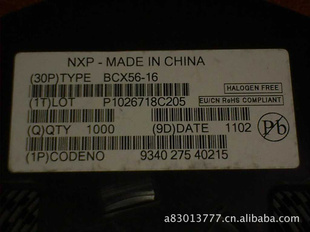 NXP - MADE IN CHINA
(30P)TYPE BCX56-16
HALOGEN FREE
(1T)LOT P1026718C205
EU/CN RoHS COMPLIANT
(Q)QTY 1000 (9D)DATE 1102
Pb
(1P)CODENO 9340 275 40215
a83013777.cn.alibaba.com